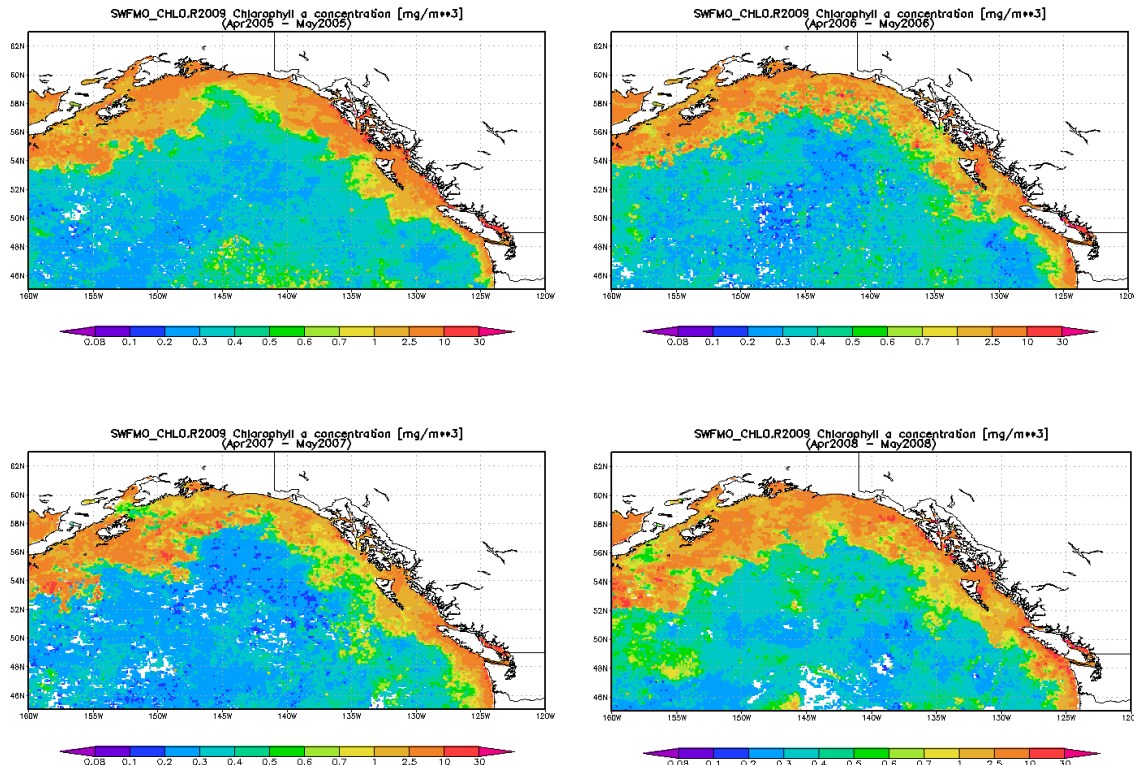 SWFMO_CHLO.R2009 Chlorophyll a concentration [mg/m**3]
(Apr2005 - May2005)
62N
60N
58N
56N
54N
52N
50N
48N
46N
160W 155W 150W 145W 140W 135W 130W 125W 120W
0.08 0.1 0.2 0.3 0.4 0.5 0.6 0.7 1 2.5 10 30
SWFMO_CHLO.R2009 Chlorophyll a concentration [mg/m**3]
(Apr2006 - May2006)
62N
60N
58N
56N
54N
52N
50N
48N
46N
160W 155W 150W 145W 140W 135W 130W 125W 120W
0.08 0.1 0.2 0.3 0.4 0.5 0.6 0.7 1 2.5 10 30
SWFMO_CHLO.R2009 Chlorophyll a concentration [mg/m**3]
(Apr2007 - May2007)
62N
60N
58N
56N
54N
52N
50N
48N
46N
160W 155W 150W 145W 140W 135W 130W 125W 120W
0.08 0.1 0.2 0.3 0.4 0.5 0.6 0.7 1 2.5 10 30
SWFMO_CHLO.R2009 Chlorophyll a concentration [mg/m**3]
(Apr2008 - May2008)
62N
60N
58N
56N
54N
52N
50N
48N
46N
160W 155W 150W 145W 140W 135W 130W 125W
0.08 0.1 0.2 0.3 0.4 0.5 0.6 0.7 1 2.5 10 30